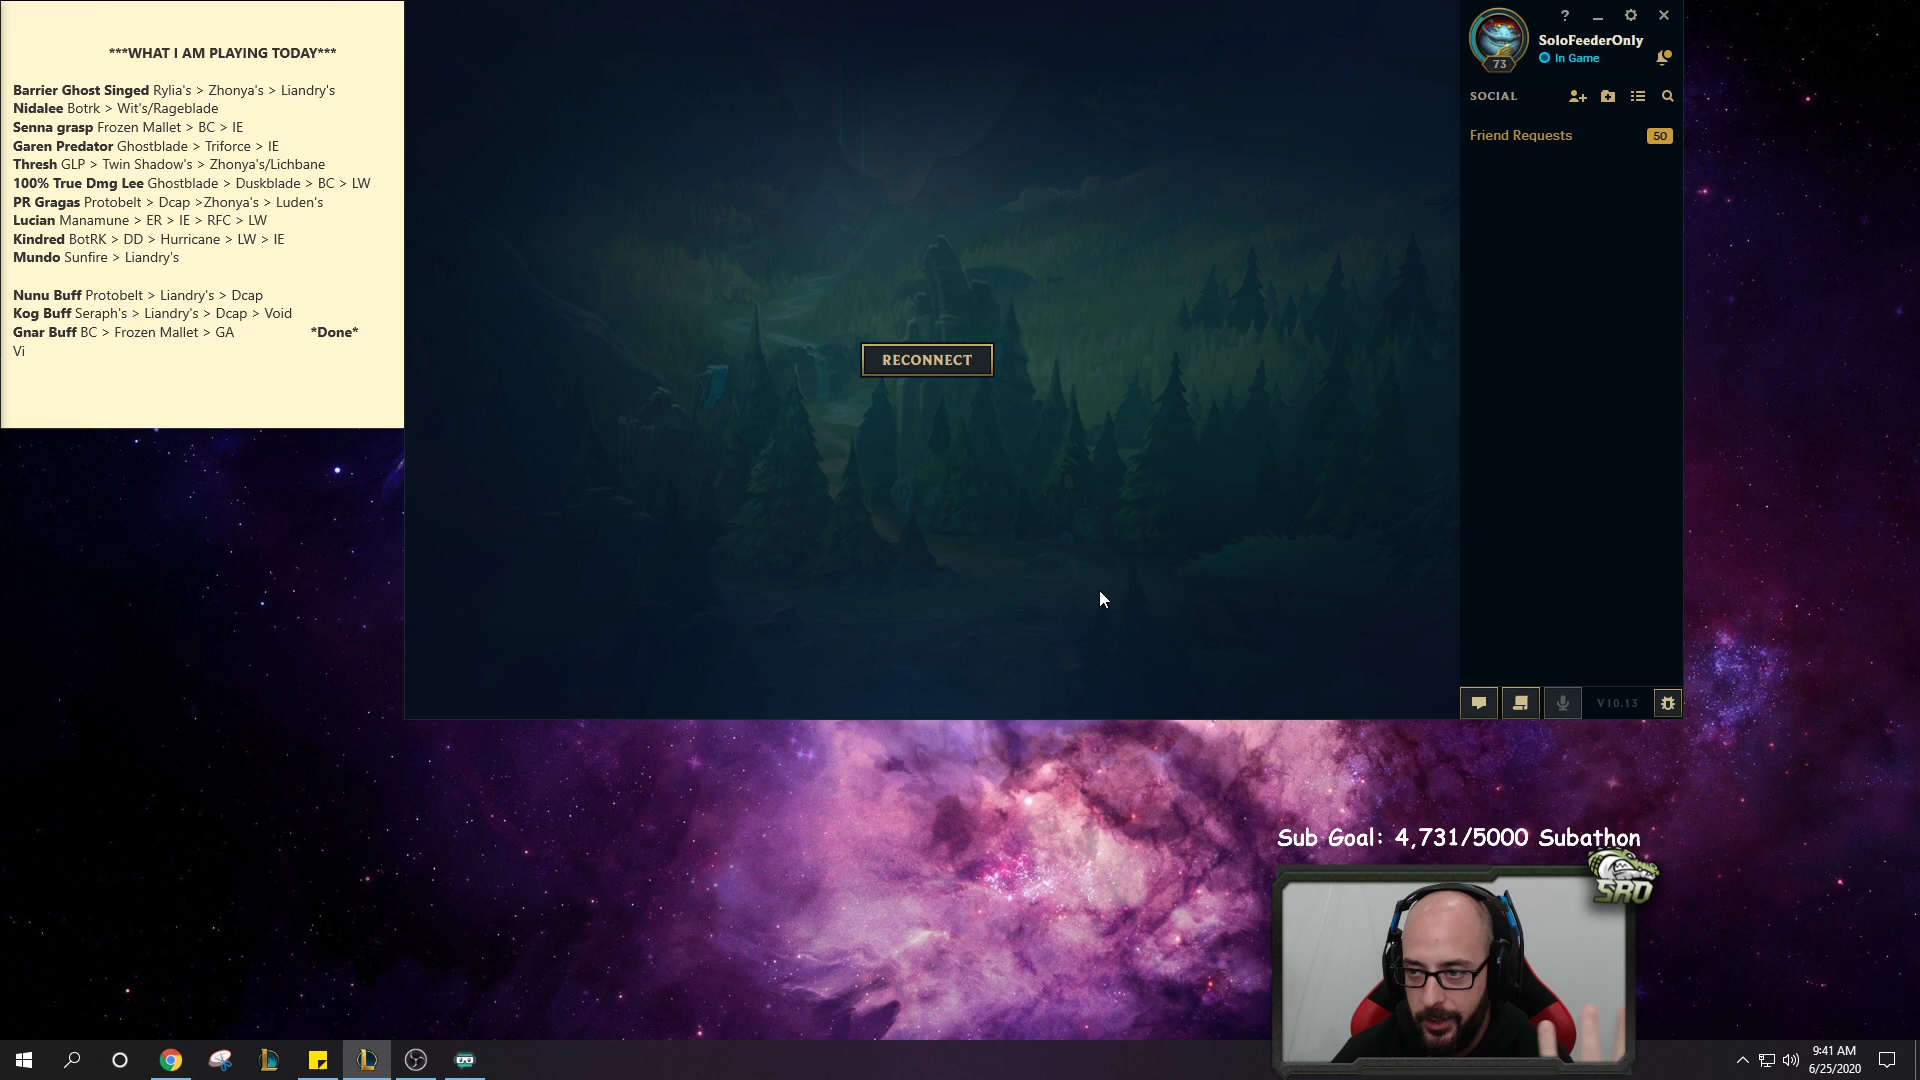 ***WHAT I AM PLAYING TODAY***
Barrier Ghost Singed Rylia's > Zhonya's > Liandry's
Nidalee Botrk > Wit's/Rageblade
Senna grasp Frozen Mallet > BC > IE
Garen Predator Ghostblade > Triforce > IE
Thresh GLP > Twin Shadow's > Zhonya's/Lichbane
100% True Dmg Lee Ghostblade > Duskblade > BC > LW
PR Gragas Protobelt > Dcap >Zhonya's > Luden's
Lucian Manamune > ER > IE > RFC > LW
Kindred BotRK > DD > Hurricane > LW > IE
Mundo Sunfire > Liandry's
Nunu Buff Protobelt > Liandry's > Dcap
Kog Buff Seraph's > Liandry's > Dcap > Void
Gnar Buff BC > Frozen Mallet > GA *Done*
Vi
RECONNECT
?
73
SoloFeederOnly
In Game
SOCIAL
Friend Requests 50
V10.13
Sub Goal: 4,731/5000 Subathon
SRO
9:41 AM
6/25/2020